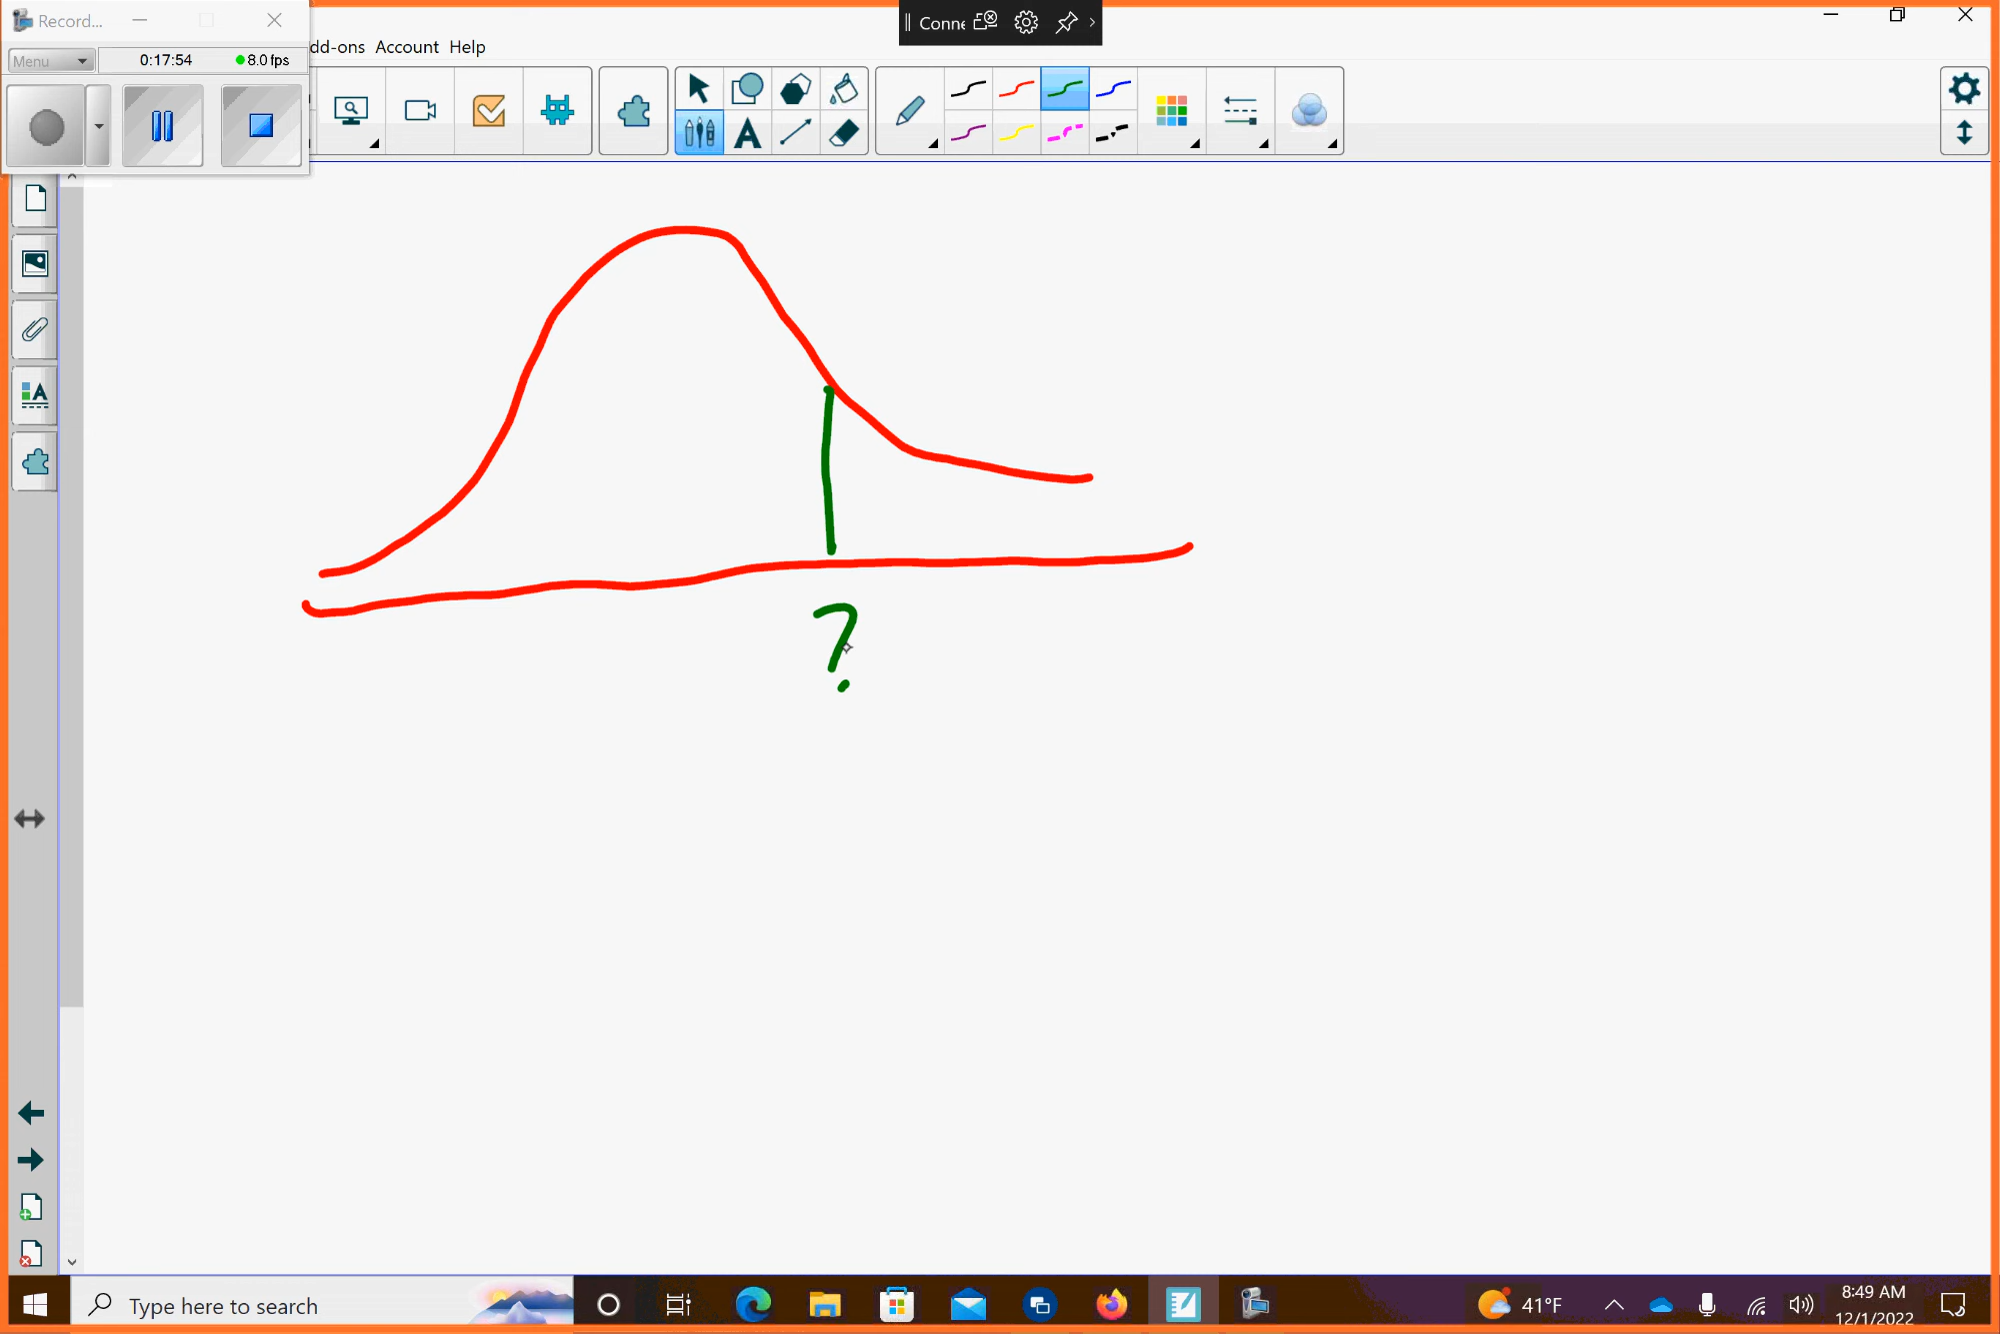 Record...
Conne
dd-ons Account Help
Menu
0:17:54
8.0 fps
A
A
?
Type here to search
41°F
8:49 AM
12/1/2022